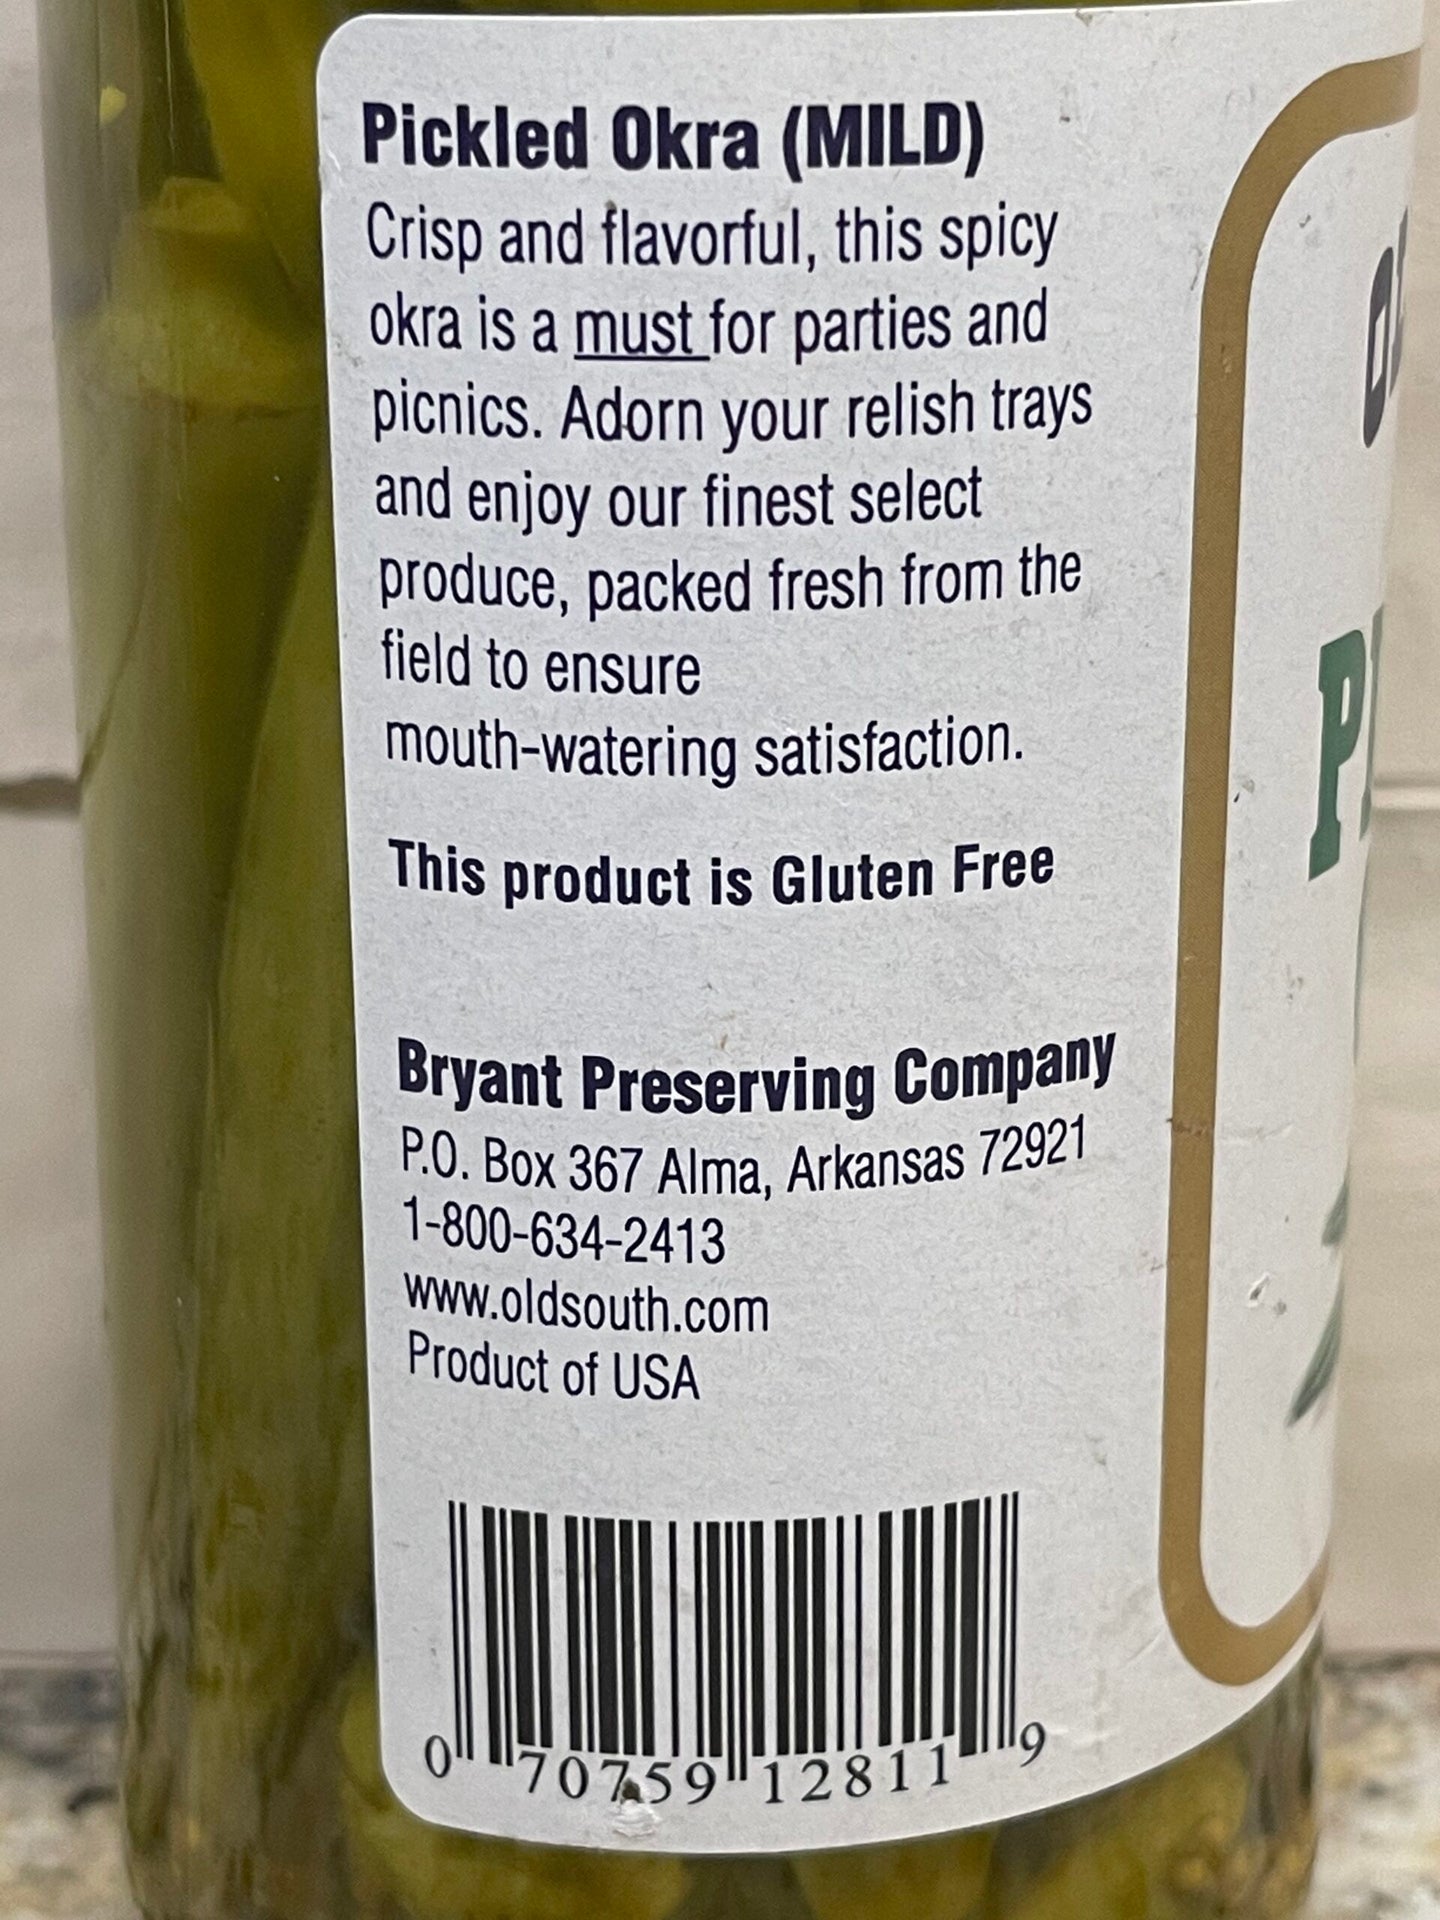 Pickled Okra (MILD)
Crisp and flavorful, this spicy
okra is a must for parties and
picnics. Adorn your relish trays
and enjoy our finest select
produce, packed fresh from the
field to ensure
mouth-watering satisfaction.
This product is Gluten Free
Bryant Preserving Company
P.O. Box 367 Alma, Arkansas 72921
1-800-634-2413
www.oldsouth.com
Product of USA
0 70759 12811 9